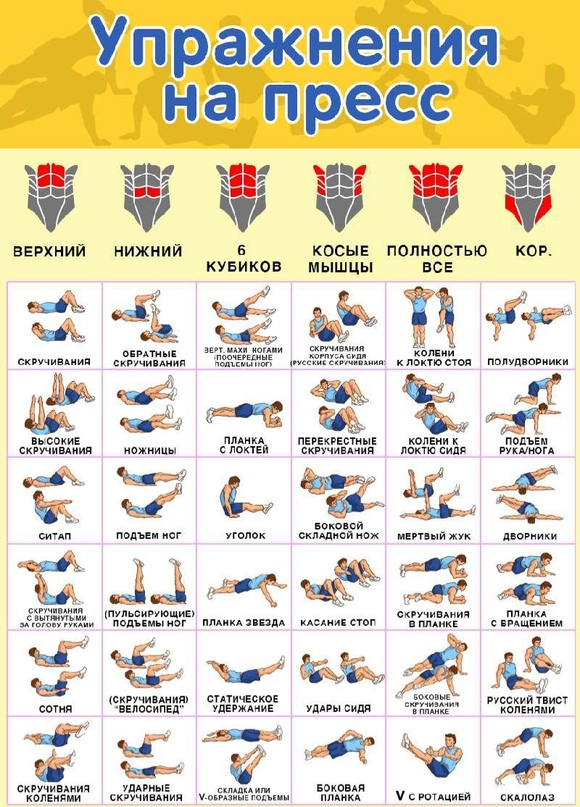 Упражнения
на пресс
ВЕРХНИЙ
НИЖНИЙ
6
КУБИКОВ
КОСЫЕ
МЫШЦЫ
ПОЛНОСТЬЮ
ВСЕ
КОР.
СКРУЧИВАНИЯ
ОБРАТНЫЕ
СКРУЧИВАНИЯ
ВЕРТ. МАХИ НОГАМИ
(ПООЧЕРЕДНЫЕ
ПОДЪЕМЫ НОГ)
СКРУЧИВАНИЯ
КОРПУСА СИДЯ
(РУССКИЕ СКРУЧИВАНИЯ)
КОЛЕНИ
К ЛОКТЮ СТОЯ
ПОЛУДВОРНИКИ
ВЫСОКИЕ
СКРУЧИВАНИЯ
НОЖНИЦЫ
ПЛАНКА
С ЛОКТЕЙ
ПЕРЕКРЕСТНЫЕ
СКРУЧИВАНИЯ
КОЛЕНИ К
ЛОКТЮ СИДЯ
ПОДЪЕМ
РУКА/НОГА
СИТАП
ПОДЪЕМ НОГ
УГОЛОК
БОКОВОЙ
СКЛАДНОЙ НОЖ
МЕРТВЫЙ ЖУК
ДВОРНИКИ
СКРУЧИВАНИЯ
С ВЫТЯНУТЫМИ
ЗА ГОЛОВУ РУКАМИ
(ПУЛЬСИРУЮЩИЕ)
ПОДЪЕМЫ НОГ
ПЛАНКА ЗВЕЗДА
КАСАНИЕ СТОП
СКРУЧИВАНИЯ
В ПЛАНКЕ
ПЛАНКА
С ВРАЩЕНИЕМ
СОТНЯ
(СКРУЧИВАНИЯ)
"ВЕЛОСИПЕД"
СТАТИЧЕСКОЕ
УДЕРЖАНИЕ
УДАРЫ СИДЯ
БОКОВЫЕ
СКРУЧИВАНИЯ
В ПЛАНКЕ
РУССКИЙ ТВИСТ
КОЛЕНЯМИ
СКРУЧИВАНИЯ
КОЛЕНЯМИ
УДАРНЫЕ
СКРУЧИВАНИЯ
СКЛАДКА ИЛИ
V-ОБРАЗНЫЕ ПОДЪЕМЫ
БОКОВАЯ
ПЛАНКА
V С РОТАЦИЕЙ
СКАЛОЛАЗ